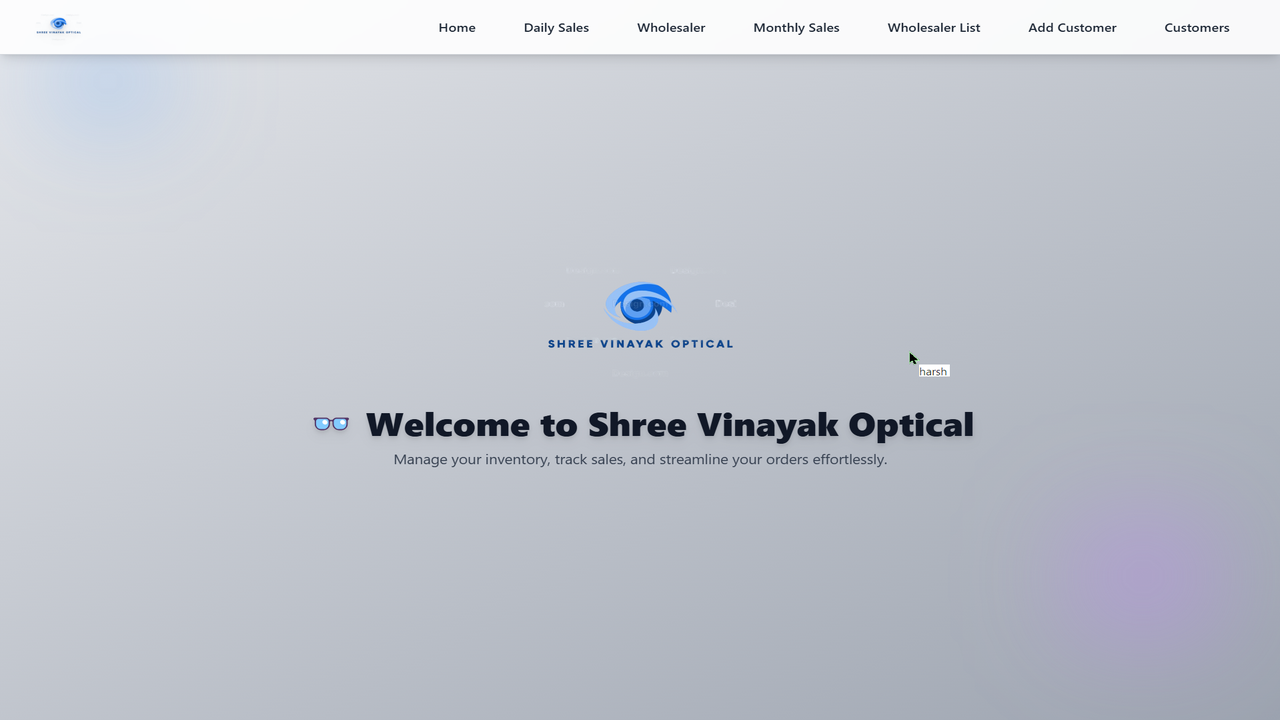 SHREE VINAYAK OPTICAL
Home Daily Sales Wholesaler Monthly Sales Wholesaler List Add Customer Customers
SHREE VINAYAK OPTICAL
harsh
👓 Welcome to Shree Vinayak Optical
Manage your inventory, track sales, and streamline your orders effortlessly.